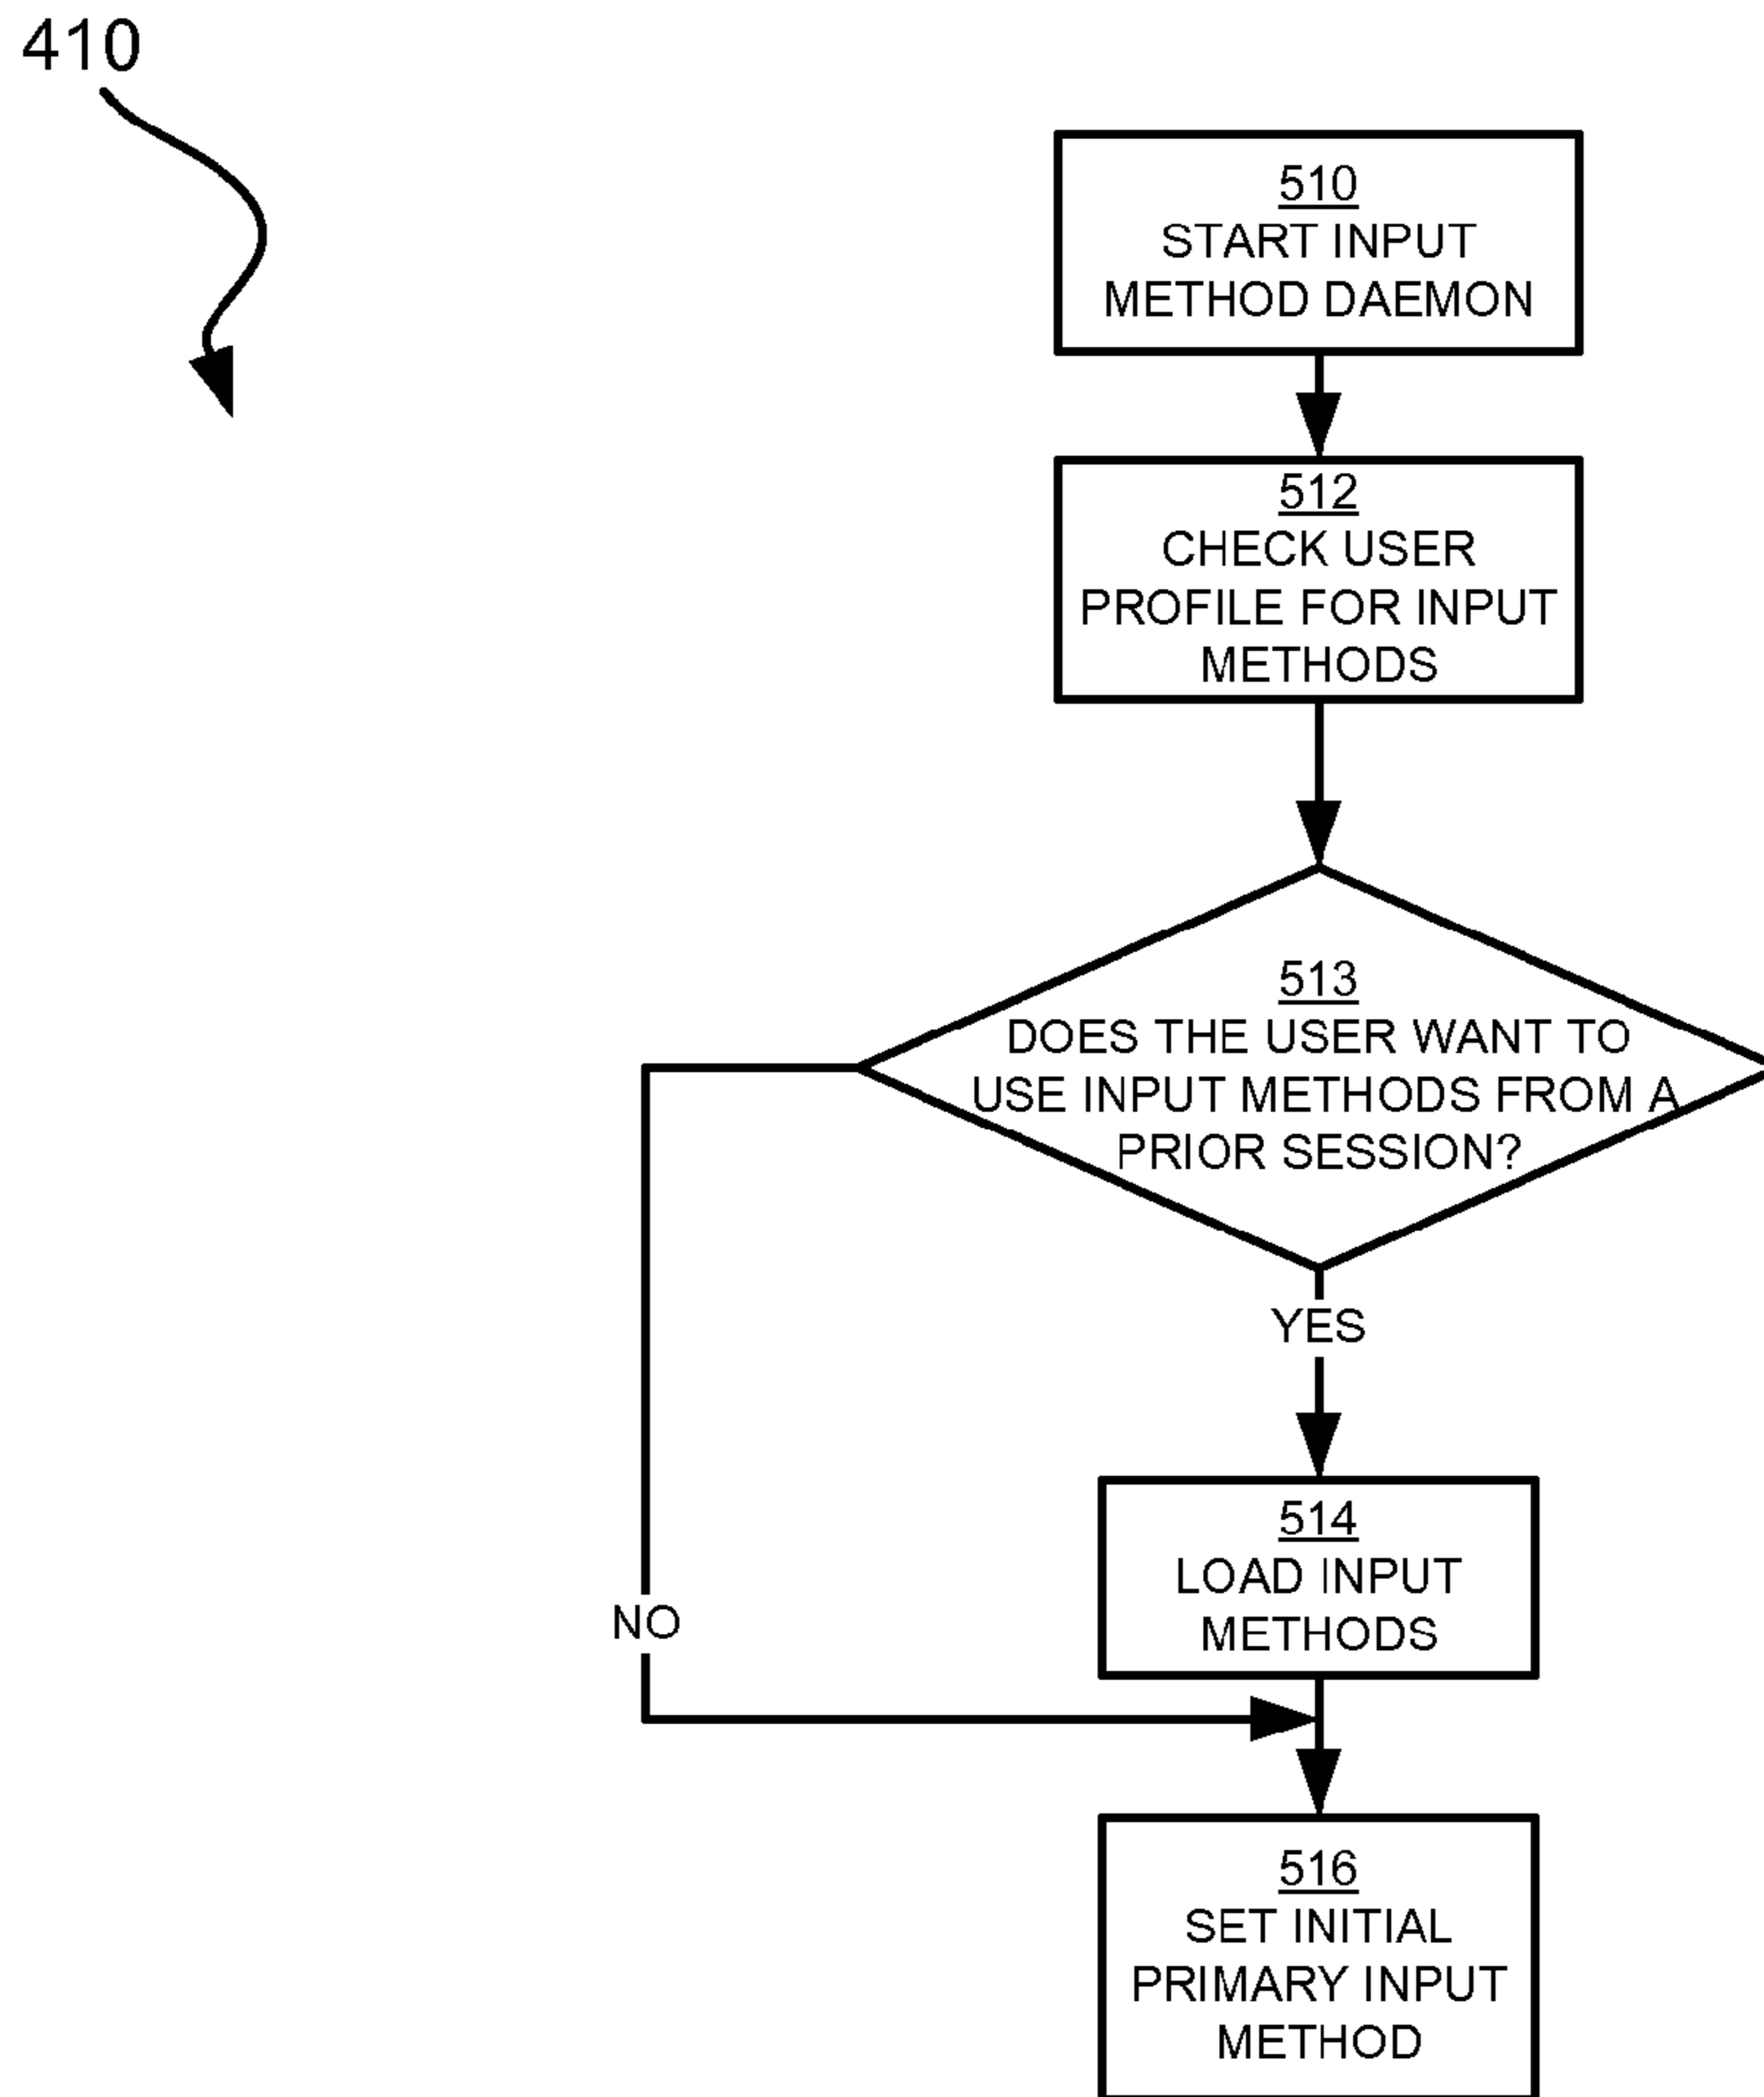 410
510
START INPUT
METHOD DAEMON
512
CHECK USER
PROFILE FOR INPUT
METHODS
513
DOES THE USER WANT TO
USE INPUT METHODS FROM A
PRIOR SESSION?
YES
514
LOAD INPUT
METHODS
NO
516
SET INITIAL
PRIMARY INPUT
METHOD